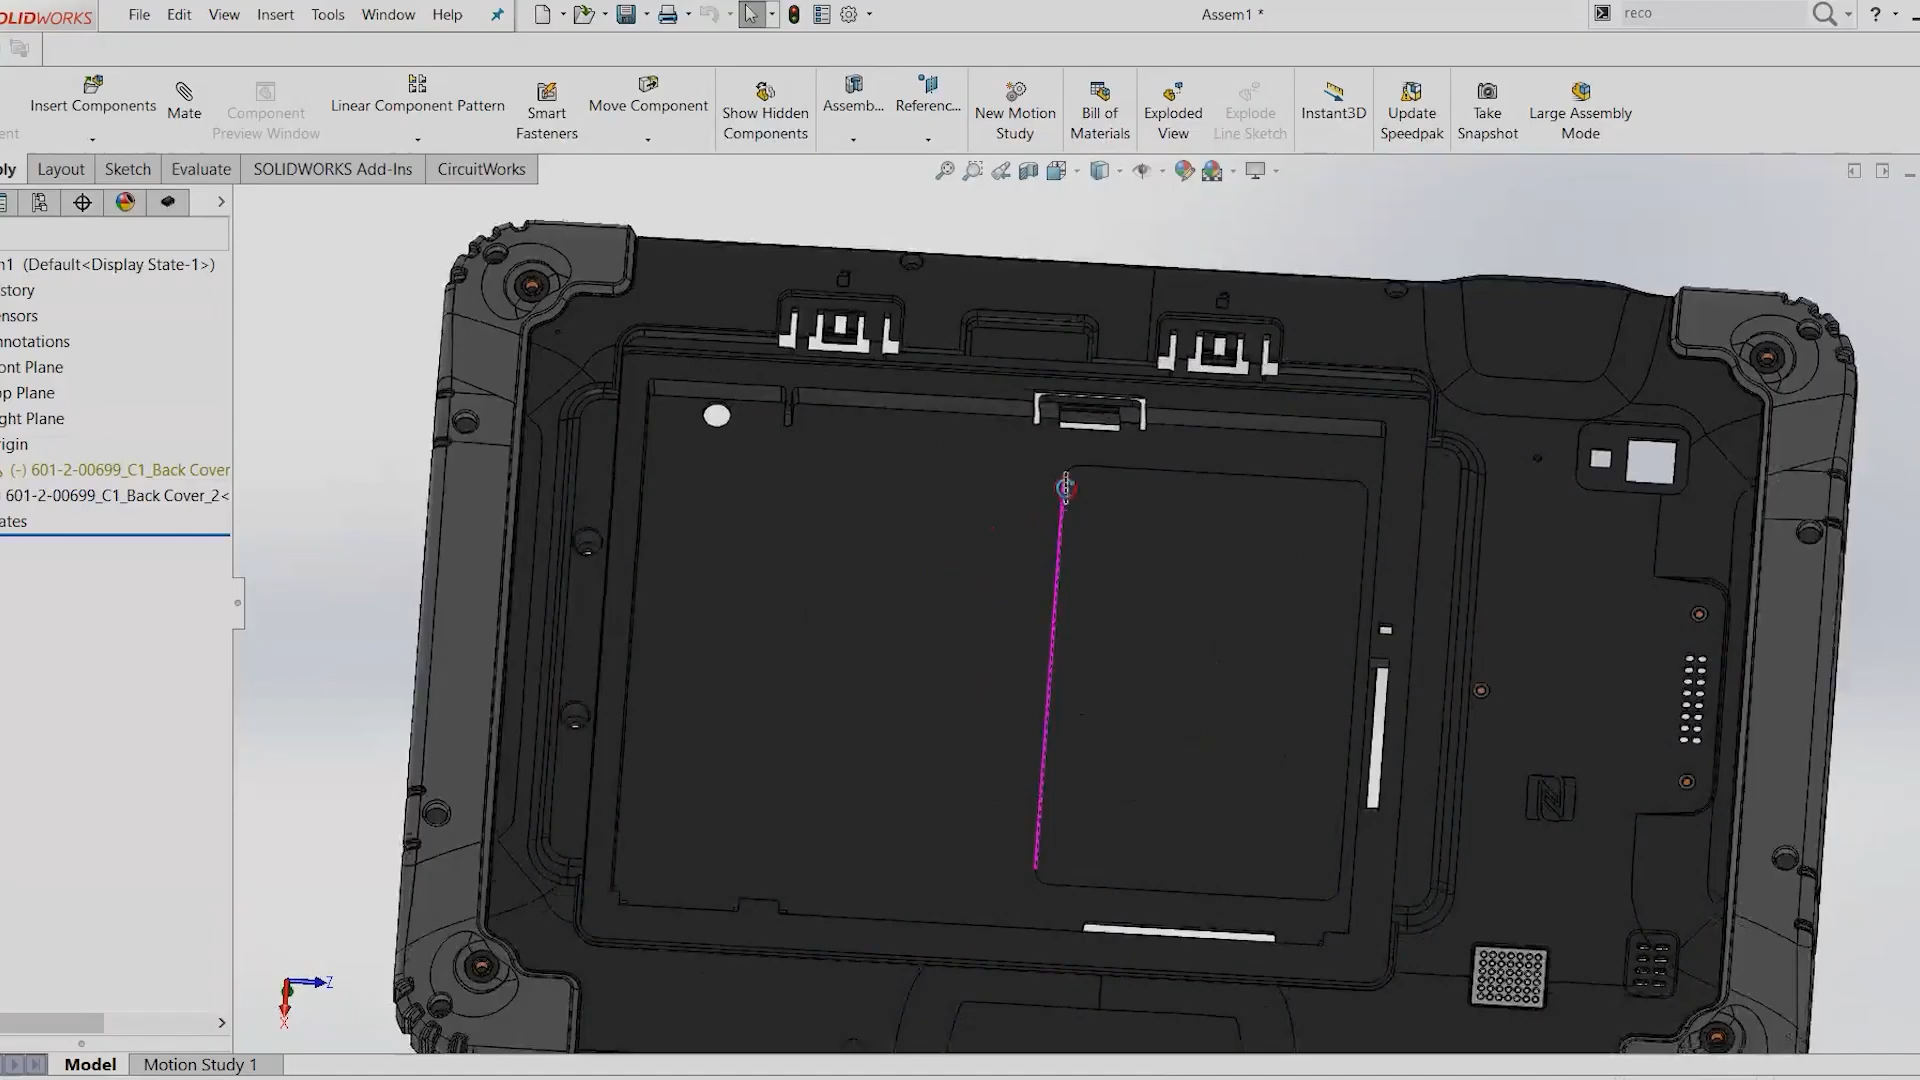 SOLIDWORKS File Edit View Insert Tools Window Help Assem1 * reco ?
Insert Components Mate Component Preview Window Linear Component Pattern Smart Fasteners Move Component Show Hidden Components Assemb... Referenc... New Motion Study Bill of Materials Exploded View Explode Line Sketch Instant3D Update Speedpak Take Snapshot Large Assembly Mode
ent
ly Layout Sketch Evaluate SOLIDWORKS Add-Ins CircuitWorks
n1 (Default<Display State-1>)
story
ensors
nnotations
ont Plane
op Plane
ght Plane
rigin
(-) 601-2-00699_C1_Back Cover
601-2-00699_C1_Back Cover_2<
ates
Z
X
Model Motion Study 1